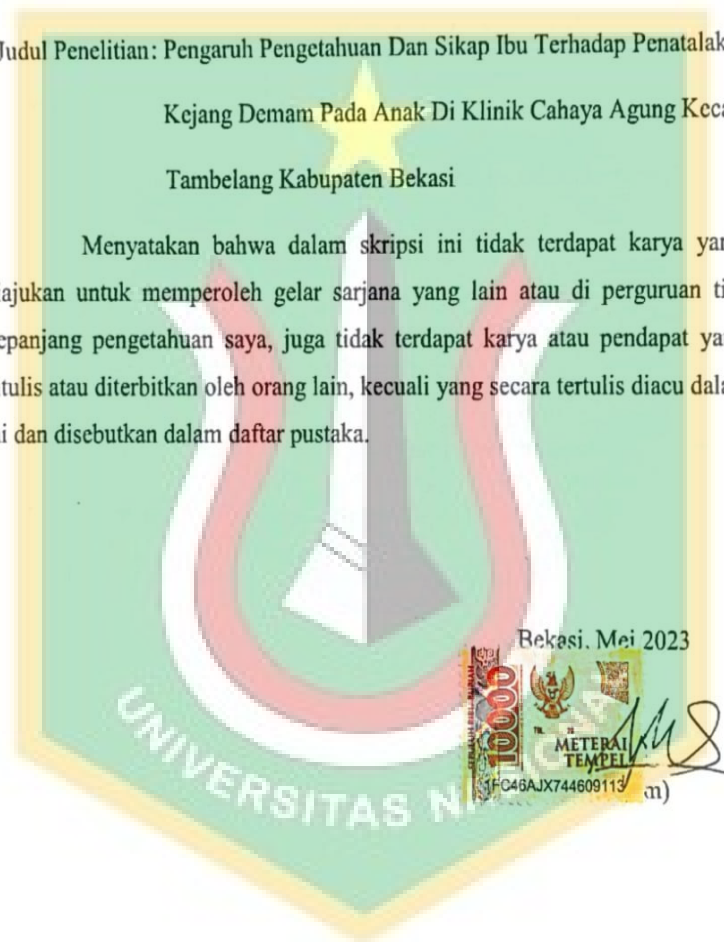 Judul Penelitian: Pengaruh Pengetahuan Dan Sikap Ibu Terhadap Penatalak
Kejang Demam Pada Anak Di Klinik Cahaya Agung Keca
Tambelang Kabupaten Bekasi
Menyatakan bahwa dalam skripsi ini tidak terdapat karya yan
ajukan untuk memperoleh gelar sarjana yang lain atau di perguruan ti
epanjang pengetahuan saya, juga tidak terdapat karya atau pendapat ya
tulis atau diterbitkan oleh orang lain, kecuali yang secara tertulis diacu dala
i dan disebutkan dalam daftar pustaka.
Bekasi, Mei 2023
10000
METERAI
TEMPEL
1FC46AJX744609113
m)
UNIVERSITAS NA